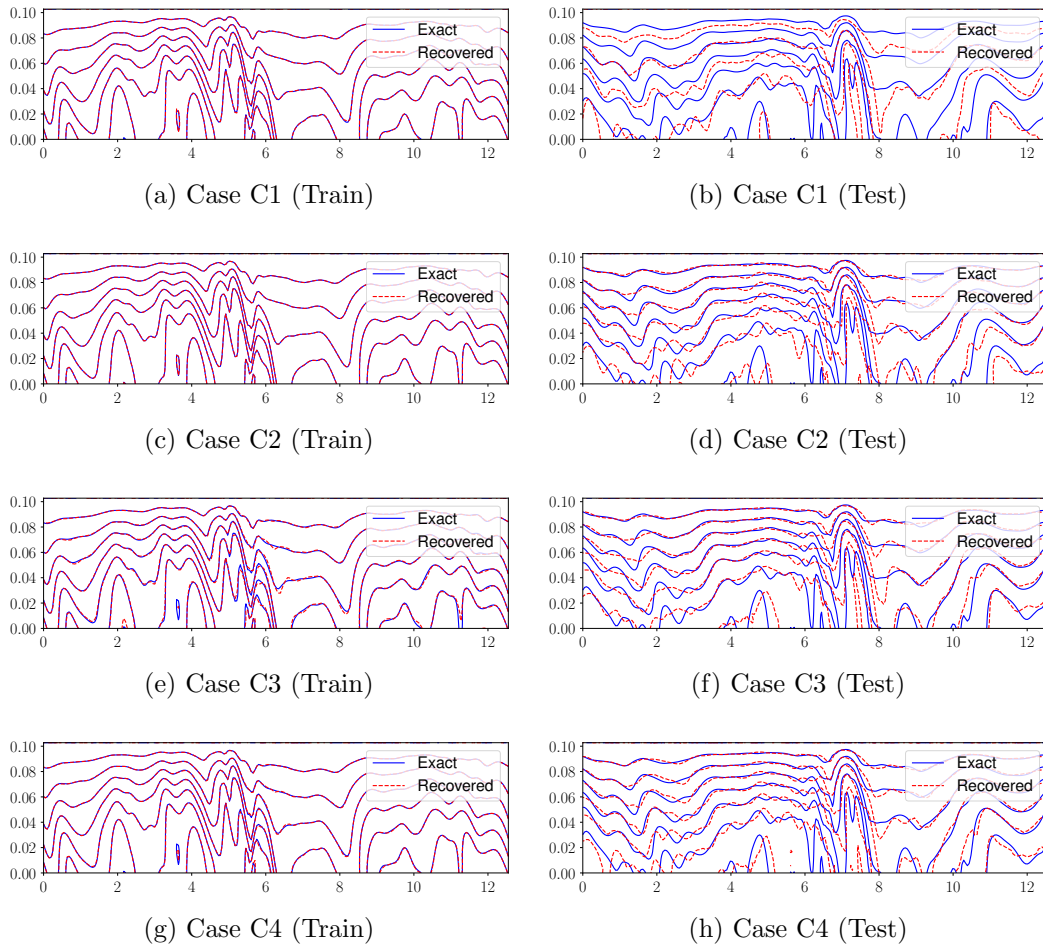 0.10
0.08
0.06
0.04
0.02
0.00
0 2 4 6 8 10 12
Exact
Recovered
(a) Case C1 (Train)
0.10
0.08
0.06
0.04
0.02
0.00
0 2 4 6 8 10 12
Exact
Recovered
(b) Case C1 (Test)
0.10
0.08
0.06
0.04
0.02
0.00
0 2 4 6 8 10 12
Exact
Recovered
(c) Case C2 (Train)
0.10
0.08
0.06
0.04
0.02
0.00
0 2 4 6 8 10 12
Exact
Recovered
(d) Case C2 (Test)
0.10
0.08
0.06
0.04
0.02
0.00
0 2 4 6 8 10 12
Exact
Recovered
(e) Case C3 (Train)
0.10
0.08
0.06
0.04
0.02
0.00
0 2 4 6 8 10 12
Exact
Recovered
(f) Case C3 (Test)
0.10
0.08
0.06
0.04
0.02
0.00
0 2 4 6 8 10 12
Exact
Recovered
(g) Case C4 (Train)
0.10
0.08
0.06
0.04
0.02
0.00
0 2 4 6 8 10 12
Exact
Recovered
(h) Case C4 (Test)